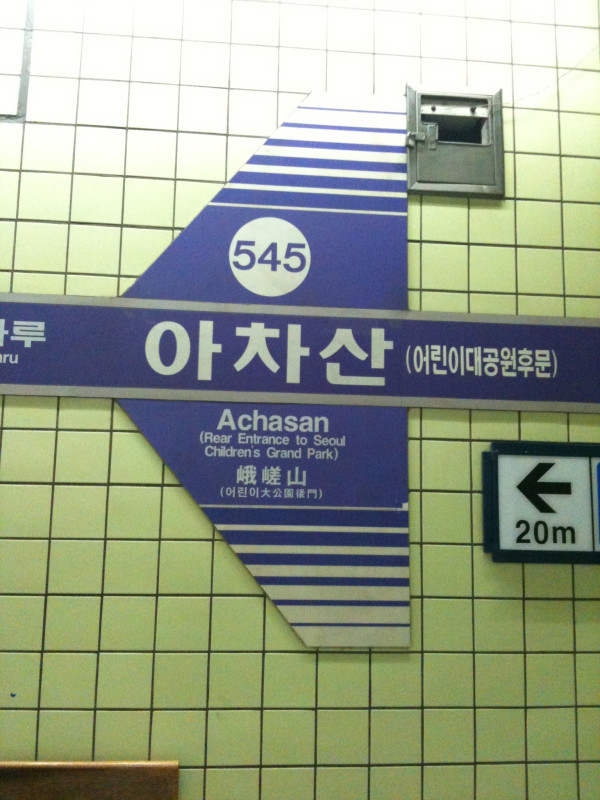 545
루
아차산 (어린이대공원후문)
Achasan
(Rear Entrance to Seoul
Children's Grand Park)
峨嵯山
(어린이大公園後門)
20m